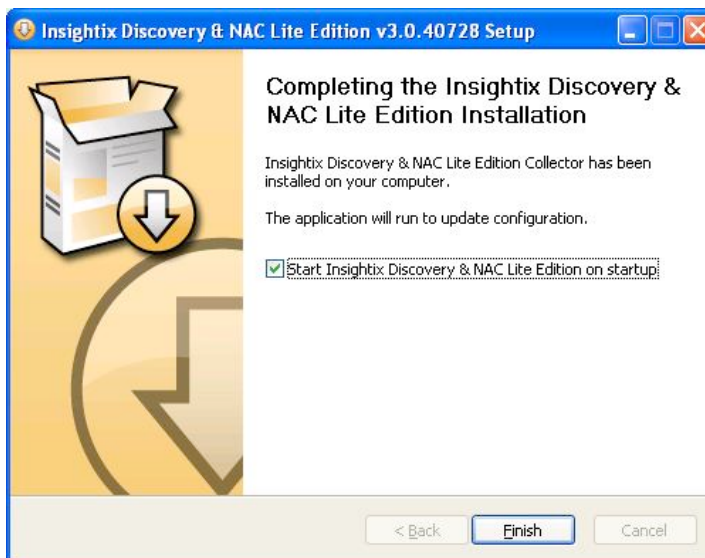 Insightix Discovery & NAC Lite Edition v3.0.40728 Setup
Completing the Insightix Discovery &
NAC Lite Edition Installation
Insightix Discovery & NAC Lite Edition Collector has been
installed on your computer.
The application will run to update configuration.
Start Insightix Discovery & NAC Lite Edition on startup
< Back
Finish
Cancel